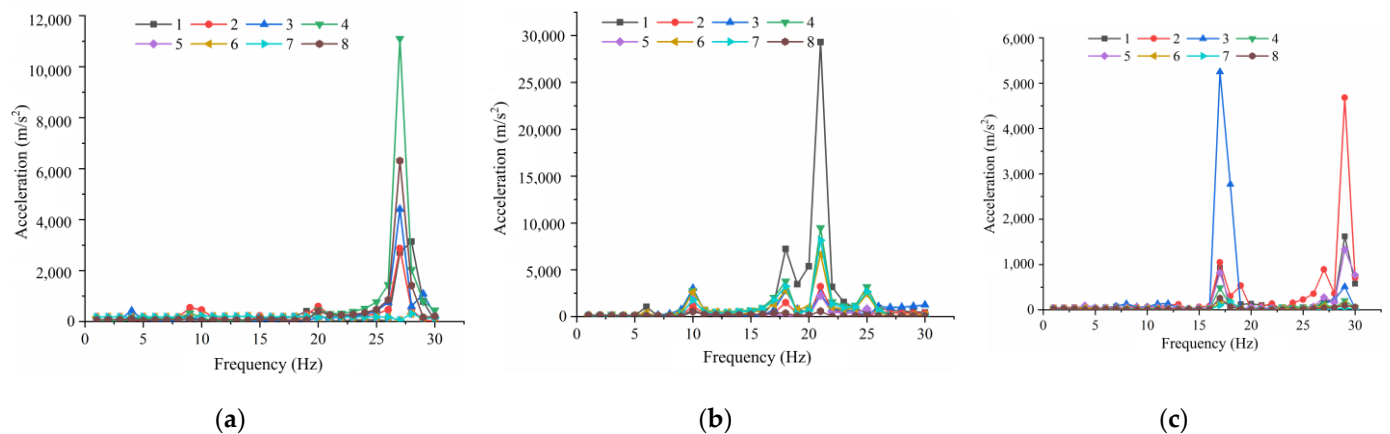 12,000
10,000
8,000
6,000
4,000
2,000
0
Acceleration (m/s²)
1 2 3 4
5 6 7 8
0 5 10 15 20 25 30
Frequency (Hz)
(a)
30,000
25,000
20,000
15,000
10,000
5,000
0
Acceleration (m/s²)
1 2 3 4
5 6 7 8
0 5 10 15 20 25 30
Frequency (Hz)
(b)
6,000
5,000
4,000
3,000
2,000
1,000
0
Acceleration (m/s²)
1 2 3 4
5 6 7 8
0 5 10 15 20 25 30
Frequency (Hz)
(c)